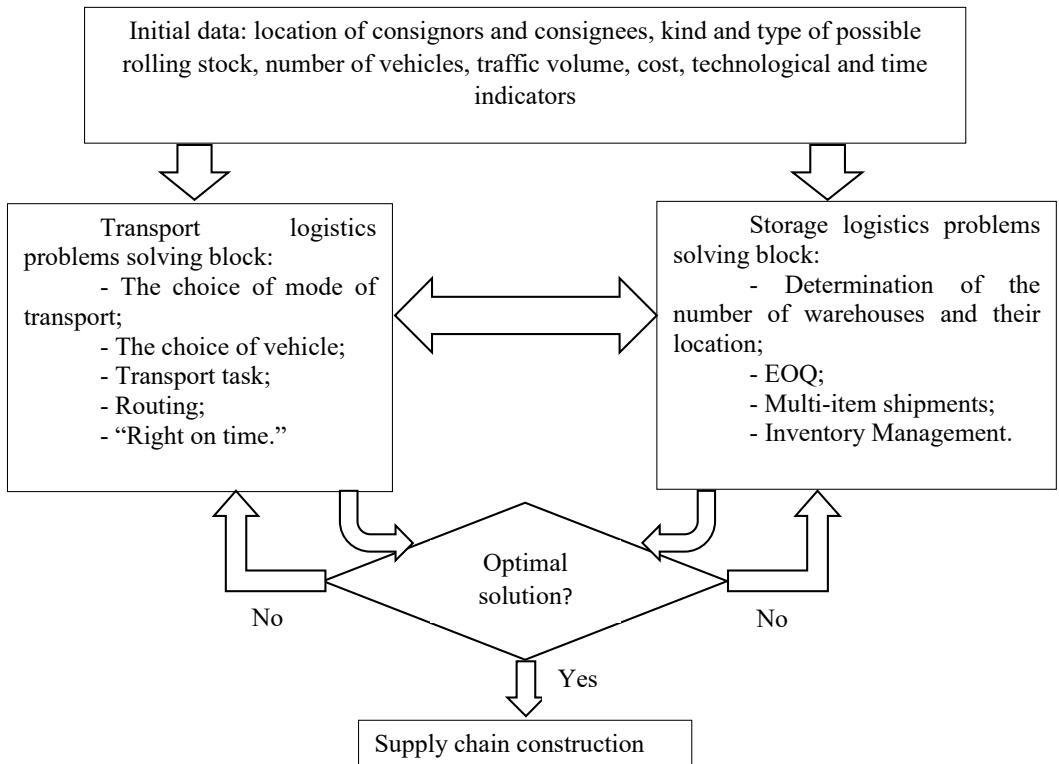 Initial data: location of consignors and consignees, kind and type of possible
rolling stock, number of vehicles, traffic volume, cost, technological and time
indicators
Transport logistics
problems solving block:
- The choice of mode of
transport;
- The choice of vehicle;
- Transport task;
- Routing;
- “Right on time.”
Storage logistics problems
solving block:
- Determination of the
number of warehouses and their
location;
- EOQ;
- Multi-item shipments;
- Inventory Management.
Optimal
solution?
No
No
Yes
Supply chain construction